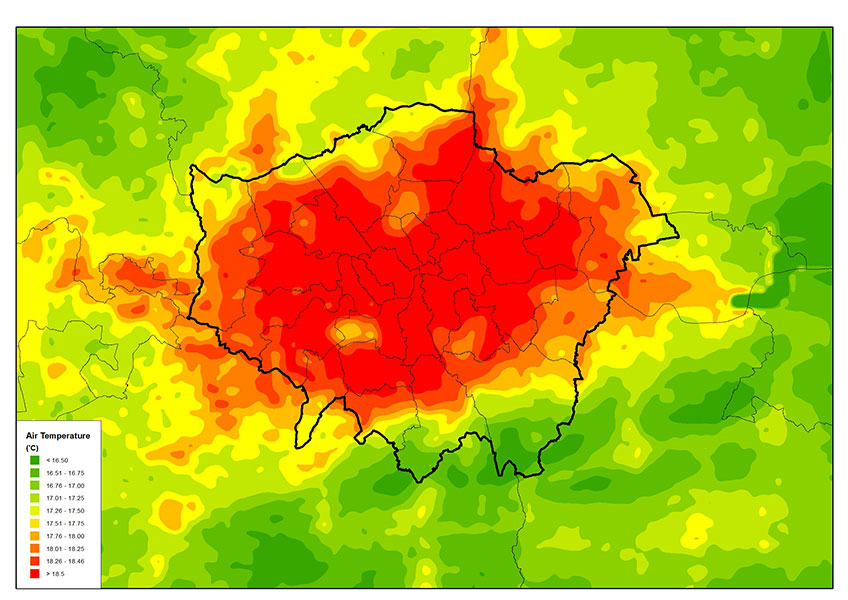 Air Temperature
(°C)
< 16.50
16.51 - 16.75
16.76 - 17.00
17.01 - 17.25
17.26 - 17.50
17.51 - 17.75
17.76 - 18.00
18.01 - 18.25
18.26 - 18.46
> 18.5